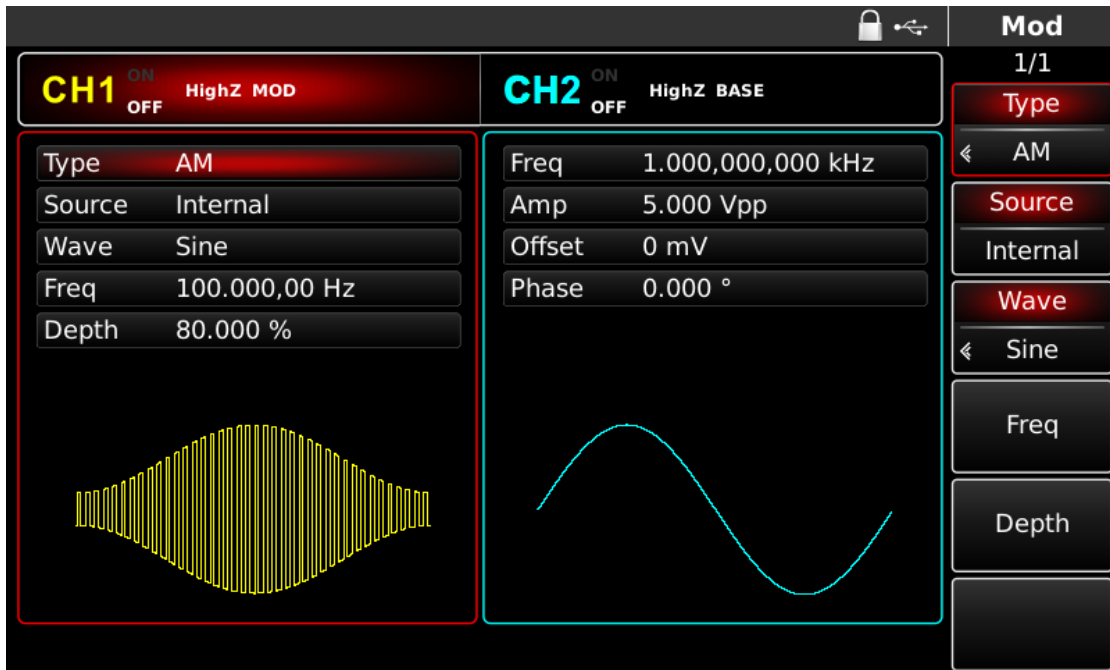 Mod
1/1
CH1 ON OFF HighZ MOD
CH2 ON OFF HighZ BASE
Type AM
Source Internal
Wave Sine
Freq 100.000,00 Hz
Depth 80.000 %
Freq 1.000,000,000 kHz
Amp 5.000 Vpp
Offset 0 mV
Phase 0.000 °
Type
AM
Source
Internal
Wave
Sine
Freq
Depth